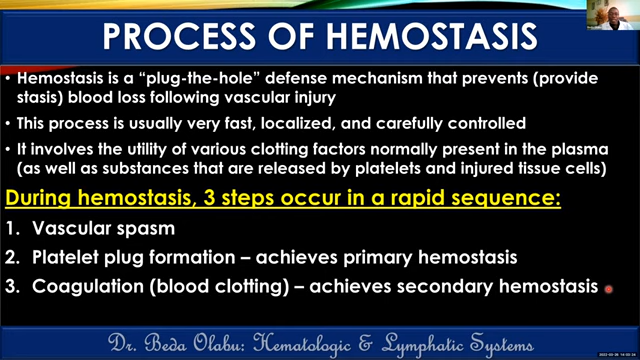 PROCESS OF HEMOSTASIS
• Hemostasis is a “plug-the-hole” defense mechanism that prevents (provide
stasis) blood loss following vascular injury
• This process is usually very fast, localized, and carefully controlled
• It involves the utility of various clotting factors normally present in the plasma
(as well as substances that are released by platelets and injured tissue cells)
During hemostasis, 3 steps occur in a rapid sequence:
1. Vascular spasm
2. Platelet plug formation – achieves primary hemostasis
3. Coagulation (blood clotting) – achieves secondary hemostasis
Dr. Beda Olabu: Hematologic & Lymphatic Systems